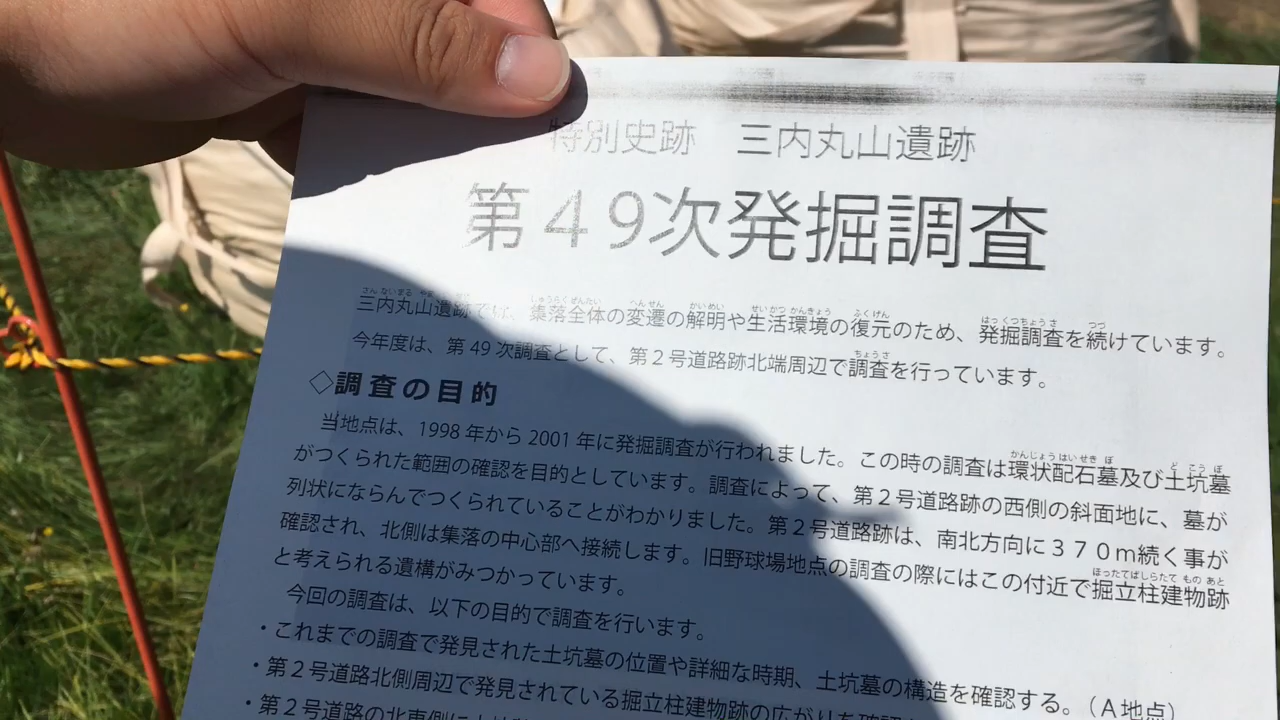 特別史跡　三内丸山遺跡
第４９次発掘調査
三内丸山遺跡では、集落全体の変遷の解明や生活環境の復元のため、発掘調査を続けています。
今年度は、第 49 次調査として、第２号道路跡北端周辺で調査を行っています。
◇調査の目的
当地点は、1998 年から 2001 年に発掘調査が行われました。この時の調査は環状配石墓及び土坑墓
がつくられた範囲の確認を目的としています。調査によって、第２号道路跡の西側の斜面地に、墓が
列状にならんでつくられていることがわかりました。第２号道路跡は、南北方向に３７０ｍ続く事が
確認され、北側は集落の中心部へ接続します。旧野球場地点の調査の際にはこの付近で掘立柱建物跡
と考えられる遺構がみつかっています。
今回の調査は、以下の目的で調査を行います。
・これまでの調査で発見された土坑墓の位置や詳細な時期、土坑墓の構造を確認する。（Ａ地点）
・第２号道路北側周辺で発見されている掘立柱建物跡の広がりを確認
・第２号道路の北東側に